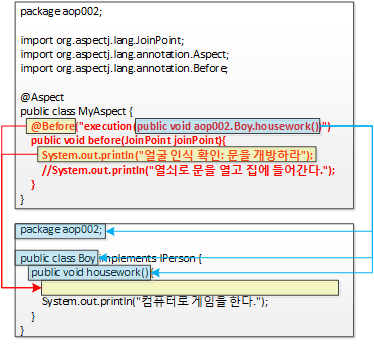 package aop002;
import org.aspectj.lang.JoinPoint;
import org.aspectj.lang.annotation.Aspect;
import org.aspectj.lang.annotation.Before;
@Aspect
public class MyAspect {
@Before("execution(public void aop002.Boy.housework())")
public void before(JoinPoint joinPoint){
System.out.println("얼굴 인식 확인: 문을 개방하라");
//System.out.println("열쇠로 문을 열고 집에 들어간다.");
}
}
package aop002;
public class Boy implements IPerson {
public void housework() {
System.out.println("컴퓨터로 게임을 한다.");
}
}